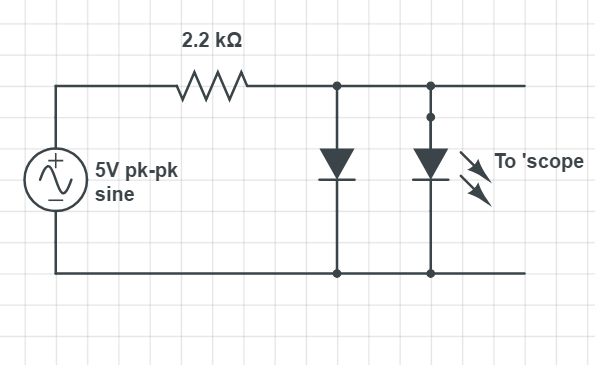 2.2 kΩ
5V pk-pk
sine
To 'scope